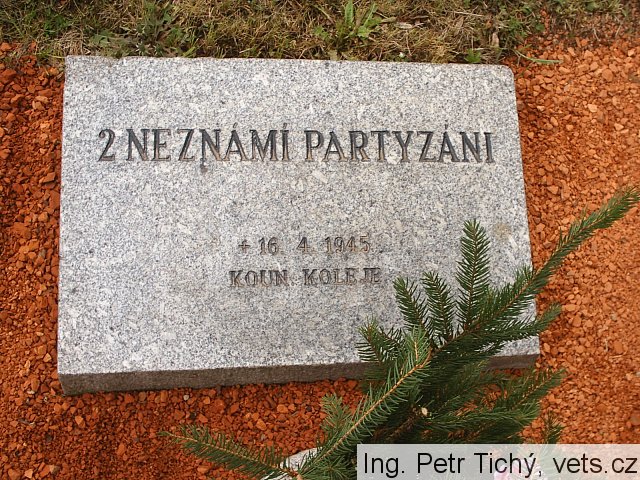 2 NEZNÁMÍ PARTYZÁNI
+ 16. 4. 1945
KOUN. KOLEJE
Ing. Petr Tichý, vets.cz